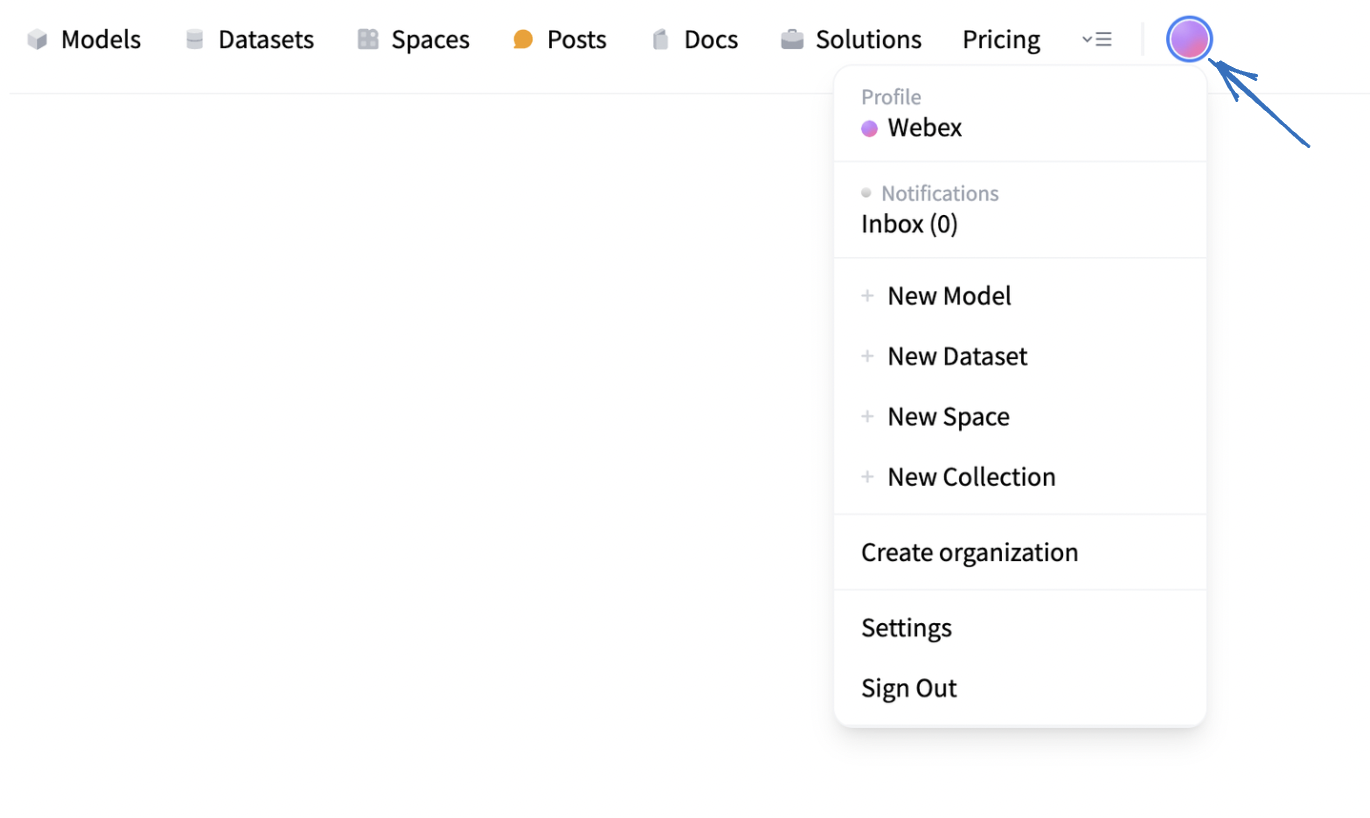 Models Datasets Spaces Posts Docs Solutions Pricing
Profile
Webex
Notifications
Inbox (0)
+ New Model
+ New Dataset
+ New Space
+ New Collection
Create organization
Settings
Sign Out